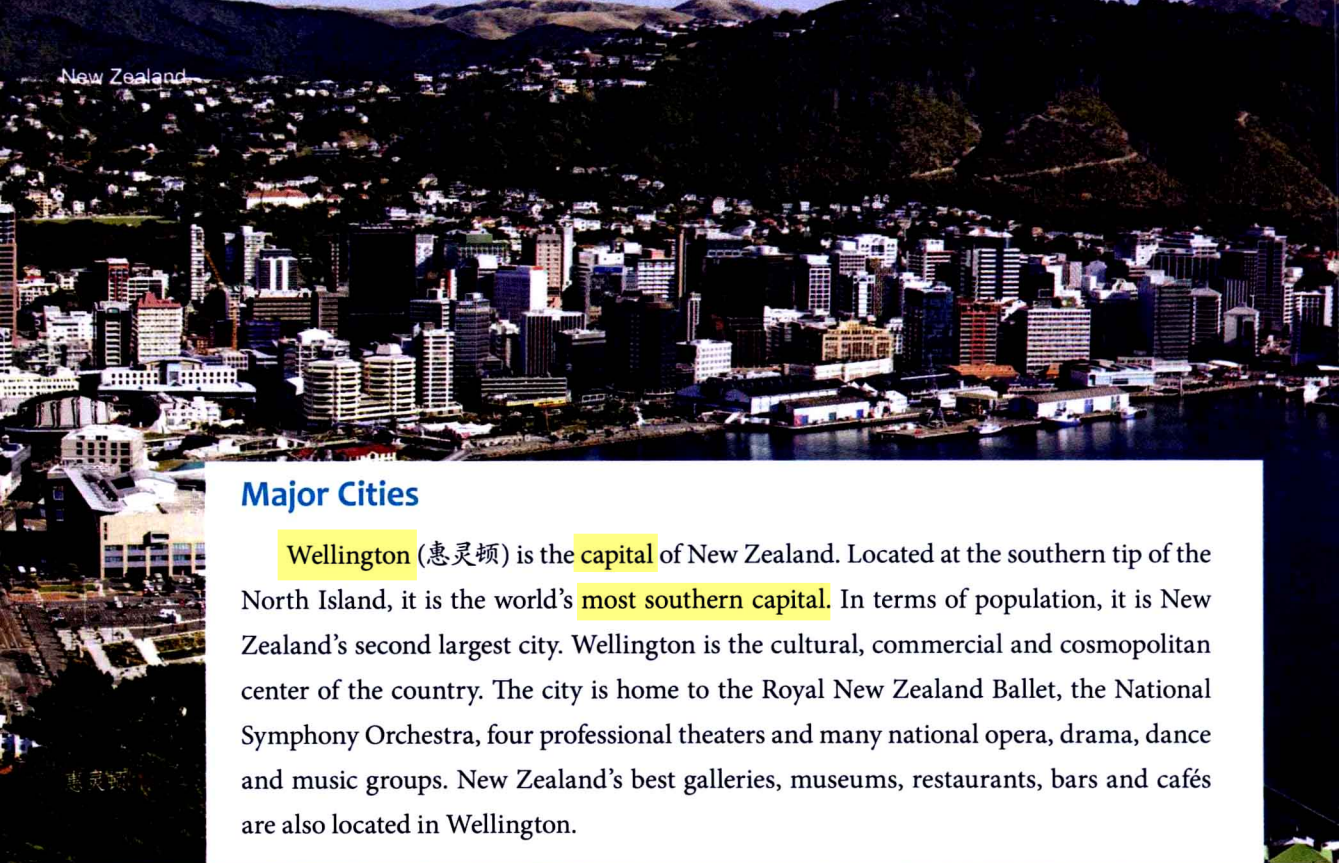 New Zealand
Major Cities
Wellington (惠灵顿) is the capital of New Zealand. Located at the southern tip of the
North Island, it is the world’s most southern capital. In terms of population, it is New
Zealand’s second largest city. Wellington is the cultural, commercial and cosmopolitan
center of the country. The city is home to the Royal New Zealand Ballet, the National
Symphony Orchestra, four professional theaters and many national opera, drama, dance
and music groups. New Zealand’s best galleries, museums, restaurants, bars and cafés
are also located in Wellington.
惠灵顿